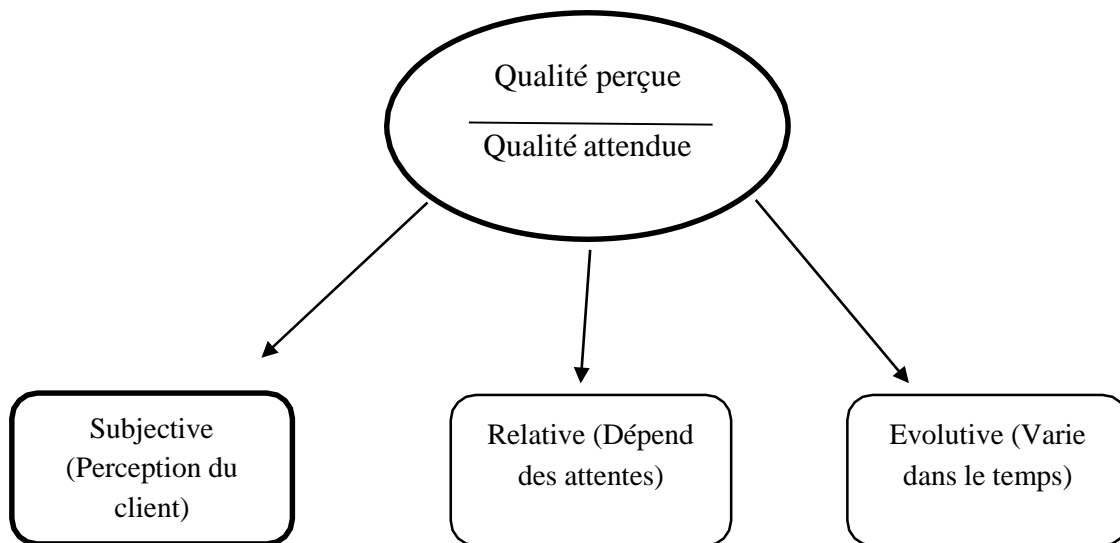 Qualité perçue
Qualité attendue
Subjective
(Perception du
client)
Relative (Dépend
des attentes)
Evolutive (Varie
dans le temps)